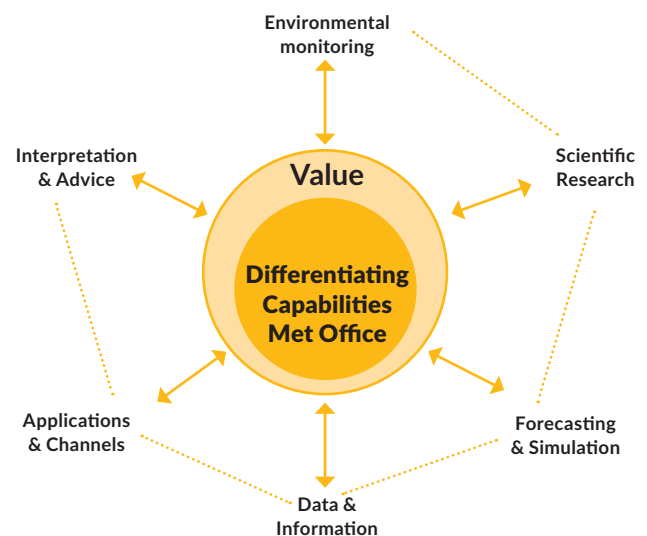 Environmental
monitoring
Interpretation
& Advice
Value
Scientific
Research
Differentiating
Capabilities
Met Office
Applications
& Channels
Forecasting
& Simulation
Data &
Information